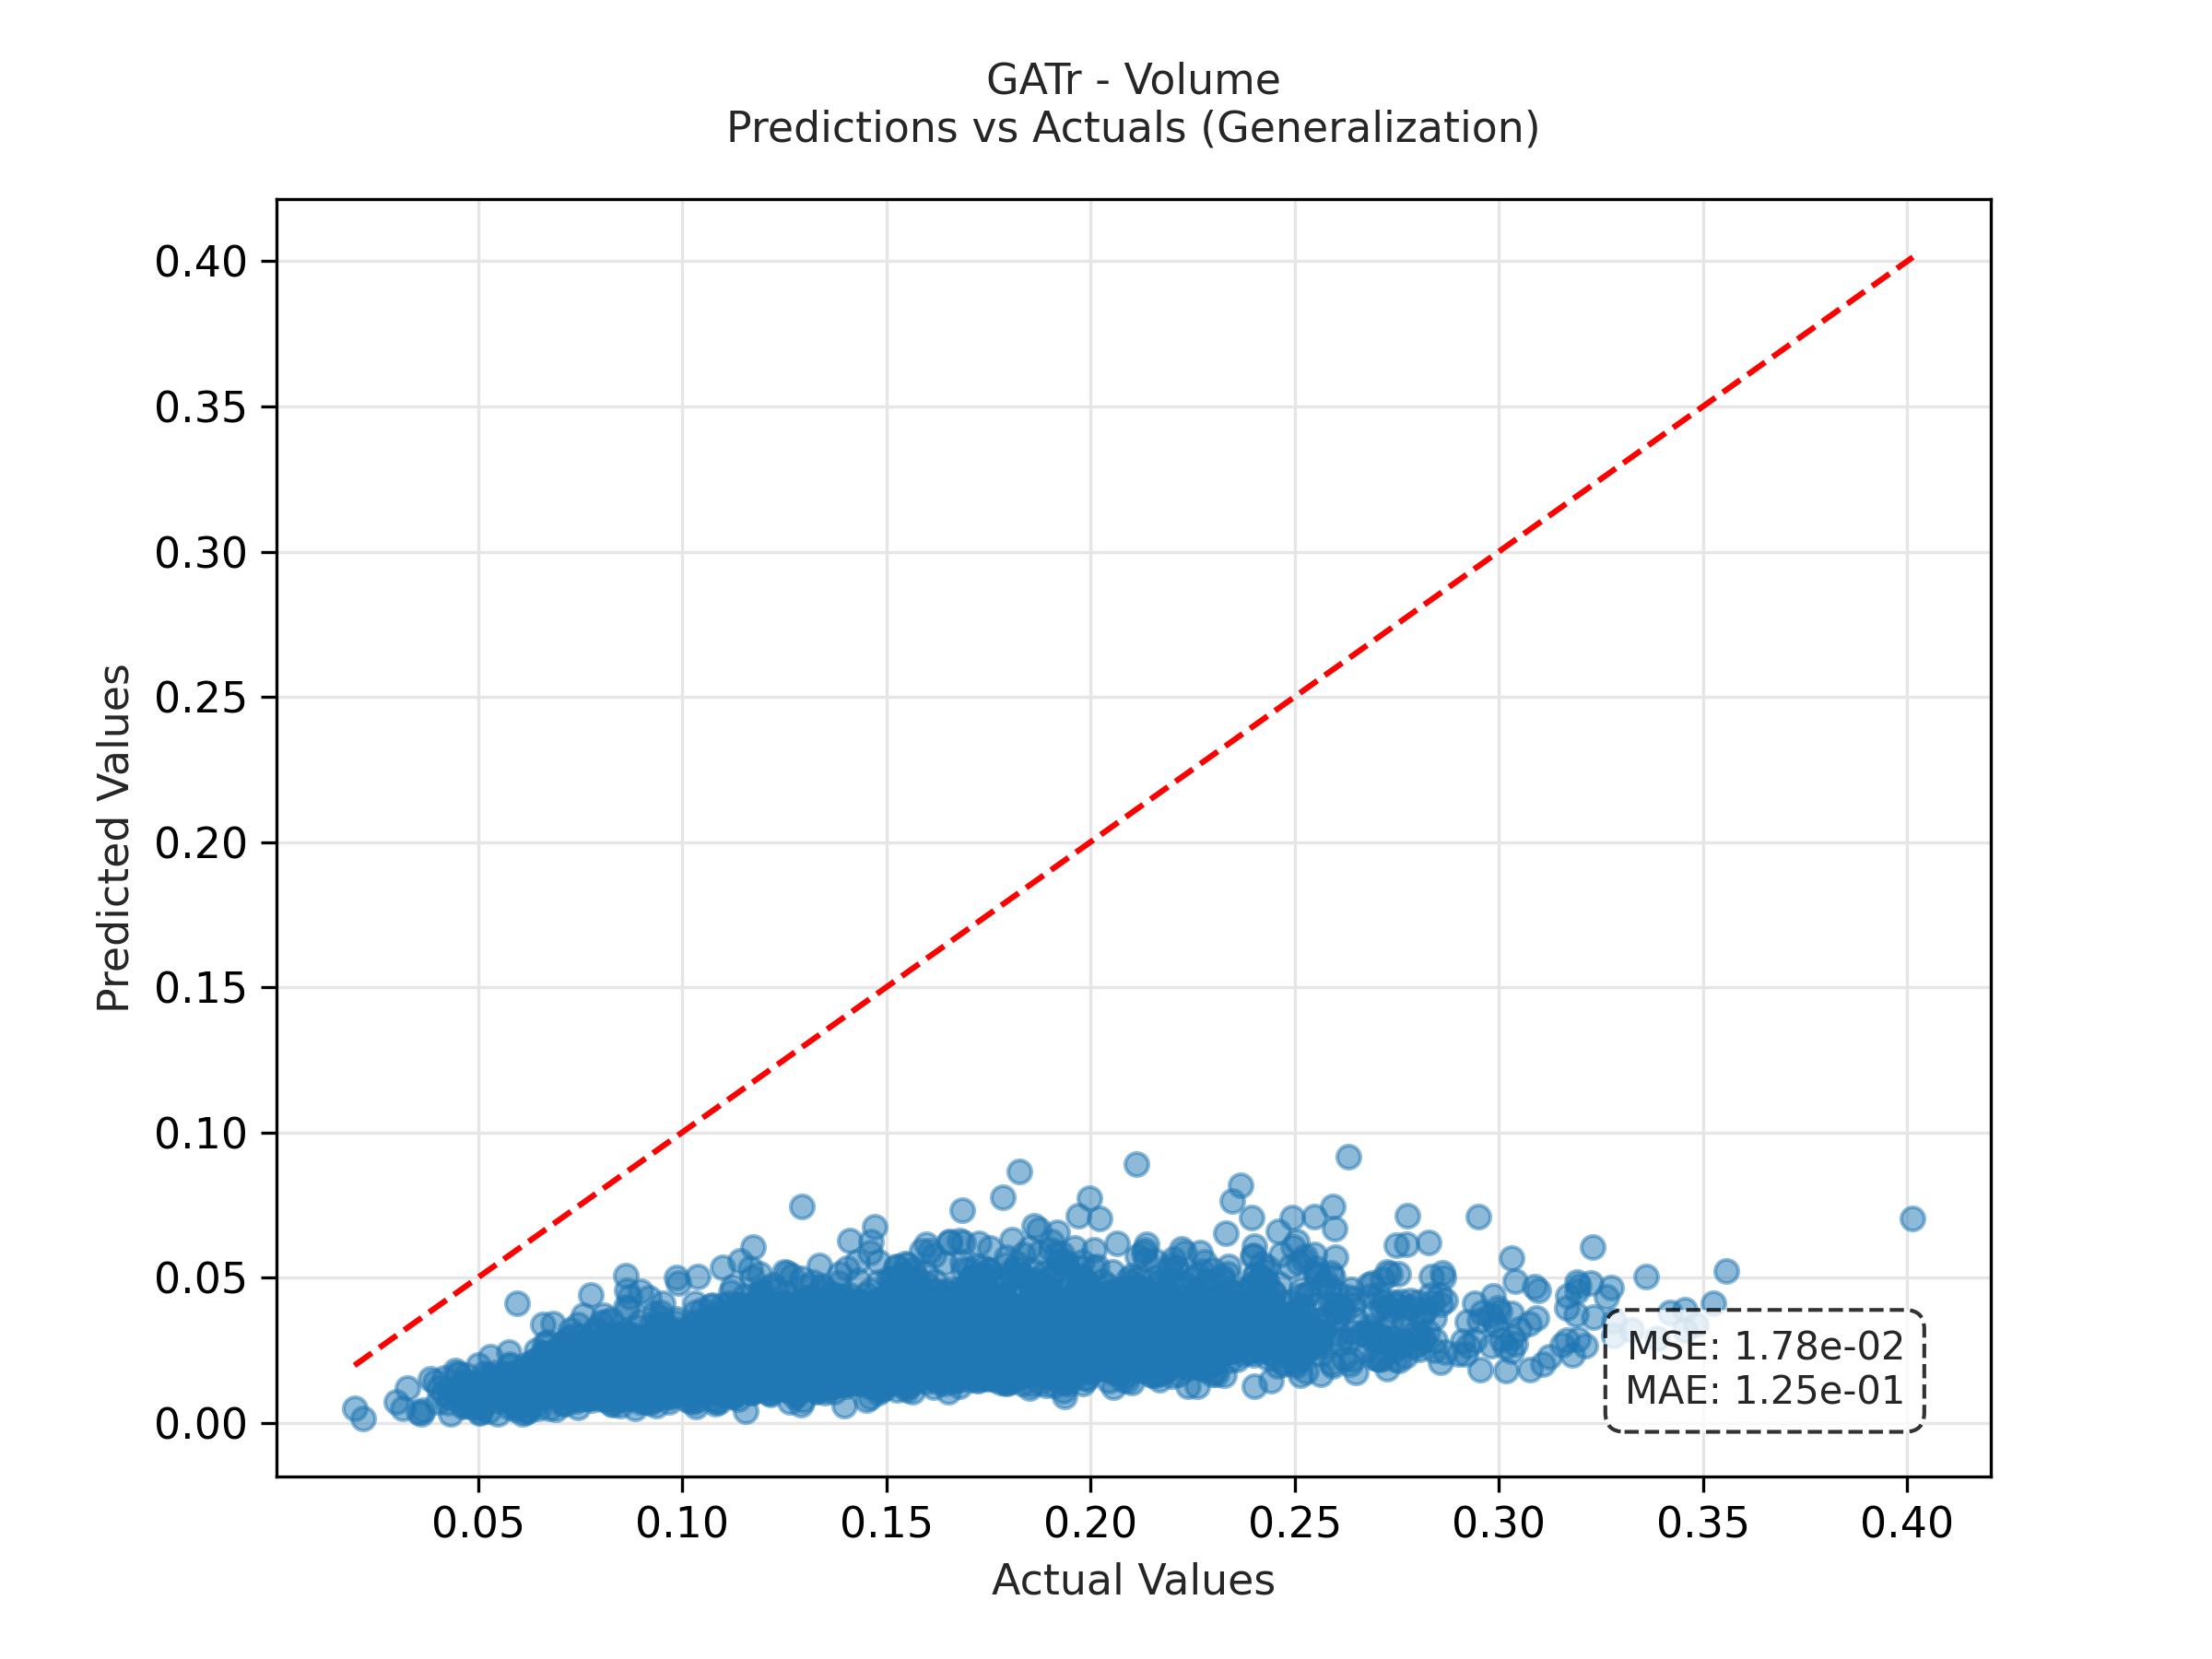 GATr - Volume
Predictions vs Actuals (Generalization)
Predicted Values
0.40
0.35
0.30
0.25
0.20
0.15
0.10
0.05
0.00
MSE: 1.78e-02
MAE: 1.25e-01
0.05 0.10 0.15 0.20 0.25 0.30 0.35 0.40
Actual Values